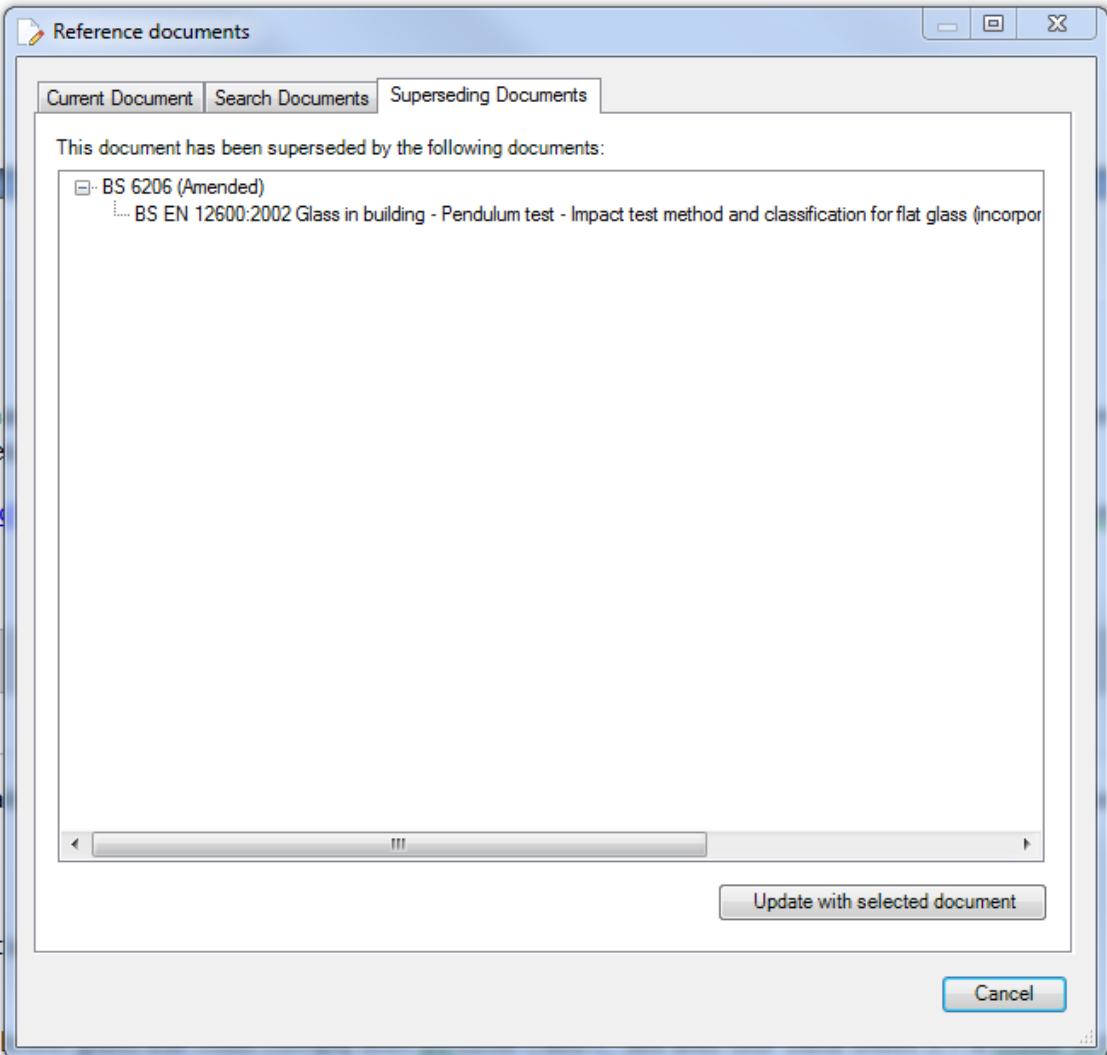 Reference documents
Current Document
Search Documents
Superseding Documents
This document has been superseded by the following documents:
BS 6206 (Amended)
BS EN 12600:2002 Glass in building - Pendulum test - Impact test method and classification for flat glass (incorpor
Update with selected document
Cancel